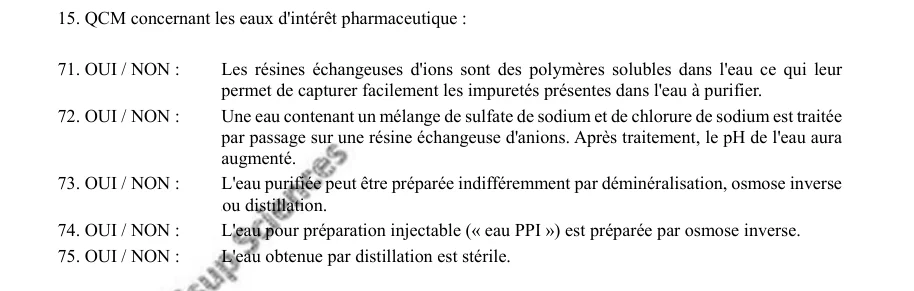 15. QCM concernant les eaux d'intérêt pharmaceutique :
71. OUI / NON : Les résines échangeuses d'ions sont des polymères solubles dans l'eau ce qui leur
permet de capturer facilement les impuretés présentes dans l'eau à purifier.
72. OUI / NON : Une eau contenant un mélange de sulfate de sodium et de chlorure de sodium est traitée
par passage sur une résine échangeuse d'anions. Après traitement, le pH de l'eau aura
augmenté.
73. OUI / NON : L'eau purifiée peut être préparée indifféremment par déminéralisation, osmose inverse
ou distillation.
74. OUI / NON : L'eau pour préparation injectable (« eau PPI ») est préparée par osmose inverse.
75. OUI / NON : L'eau obtenue par distillation est stérile.
sup Sciences